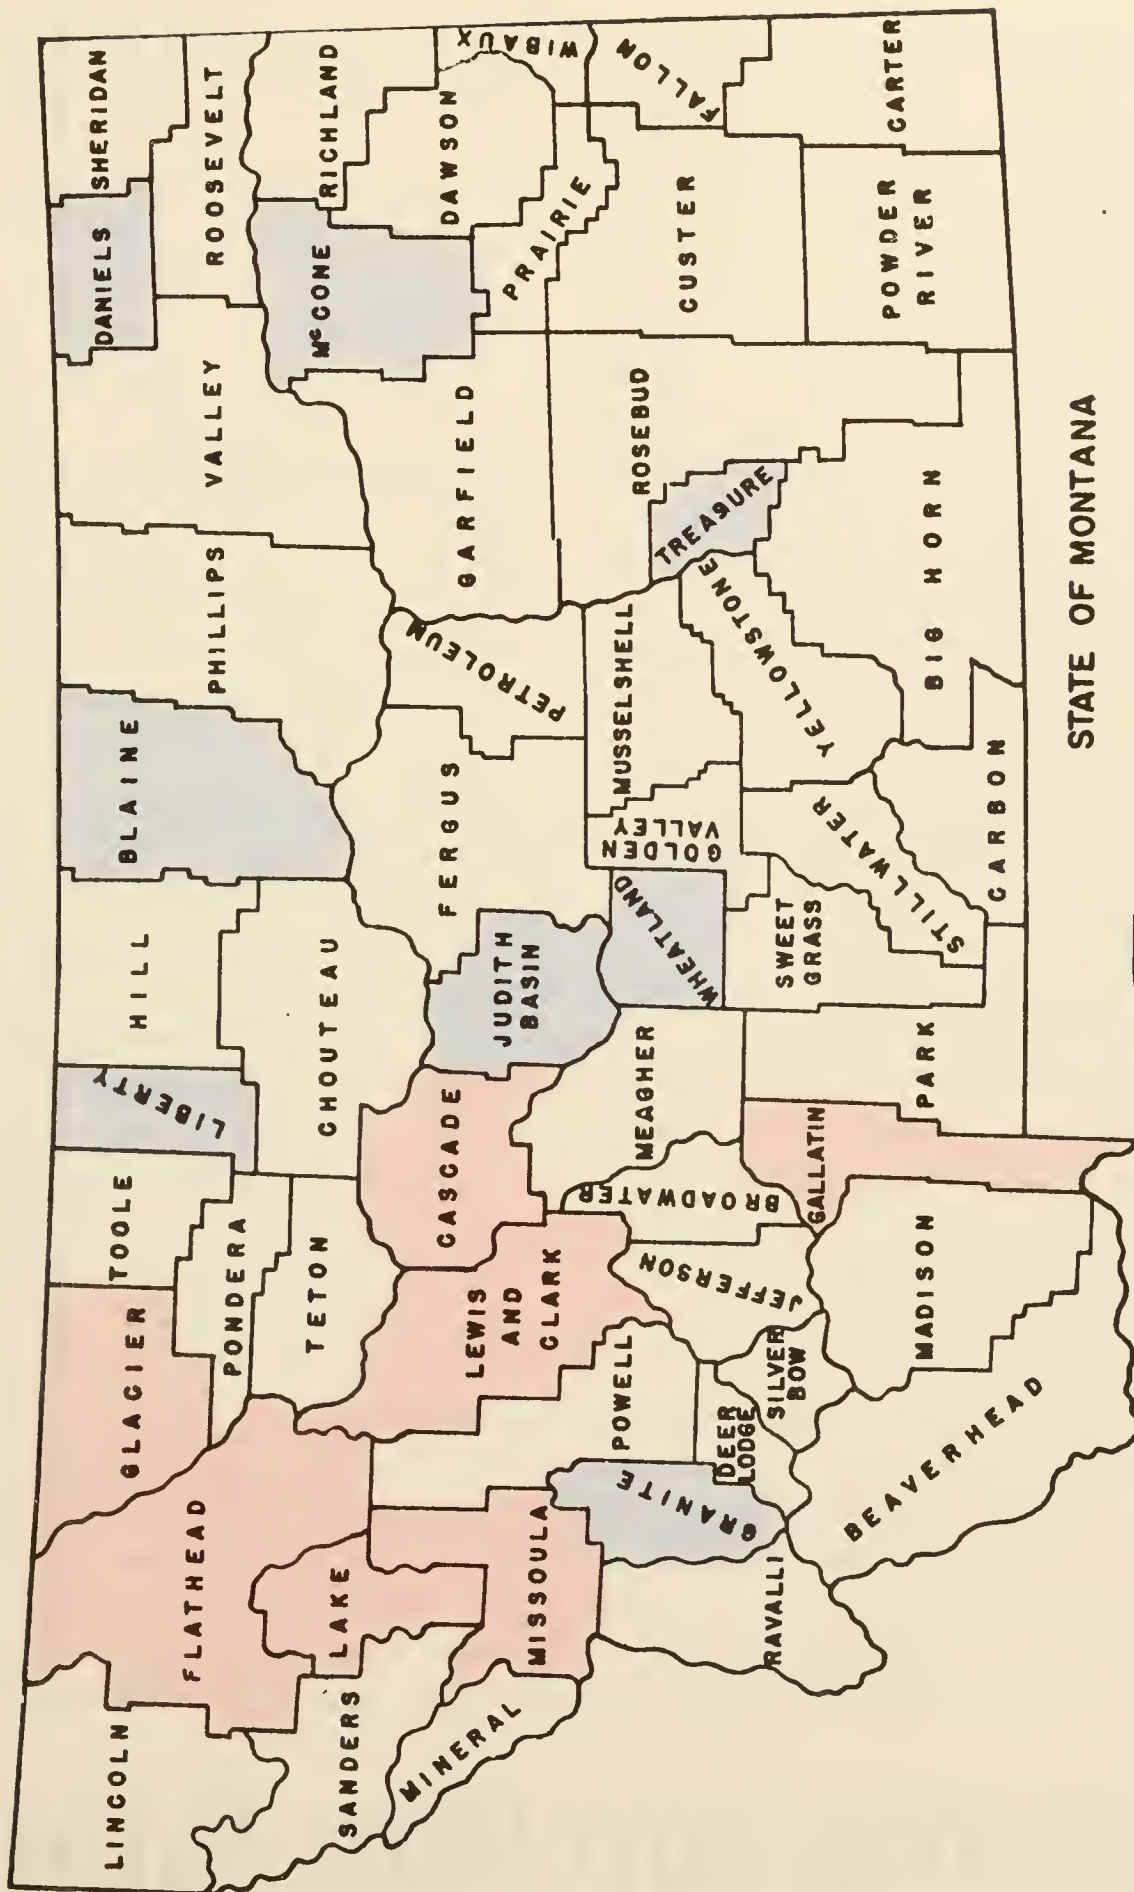 LINCOLN
FLATHEAD
GLACIER
TOOLE
LIBERTY
HILL
BLAINE
PHILLIPS
VALLEY
DANIELS
SHERIDAN
ROOSEVELT
SANDERS
LAKE
PONDERA
TETON
CHOUTEAU
FERGUS
PETROLEUM
GARFIELD
McCONE
RICHLAND
DAWSON
WIBAUX
PRAIRIE
MINERAL
MISSOULA
POWELL
LEWIS
AND
CLARK
CASCADE
JUDITH
BASIN
MEAGHER
WHEATLAND
GOLDEN
VALLEY
MUSSELSHELL
ROSEBUD
TREASURE
CUSTER
FALLON
RAVALLI
GRANITE
DEER
LODGE
SILVER
BOW
JEFFERSON
BROADWATER
GALLATIN
PARK
SWEET
GRASS
STILLWATER
YELLOWSTONE
BIG HORN
POWDER
RIVER
CARTER
BEAVERHEAD
MADISON
CARBON
STATE OF MONTANA